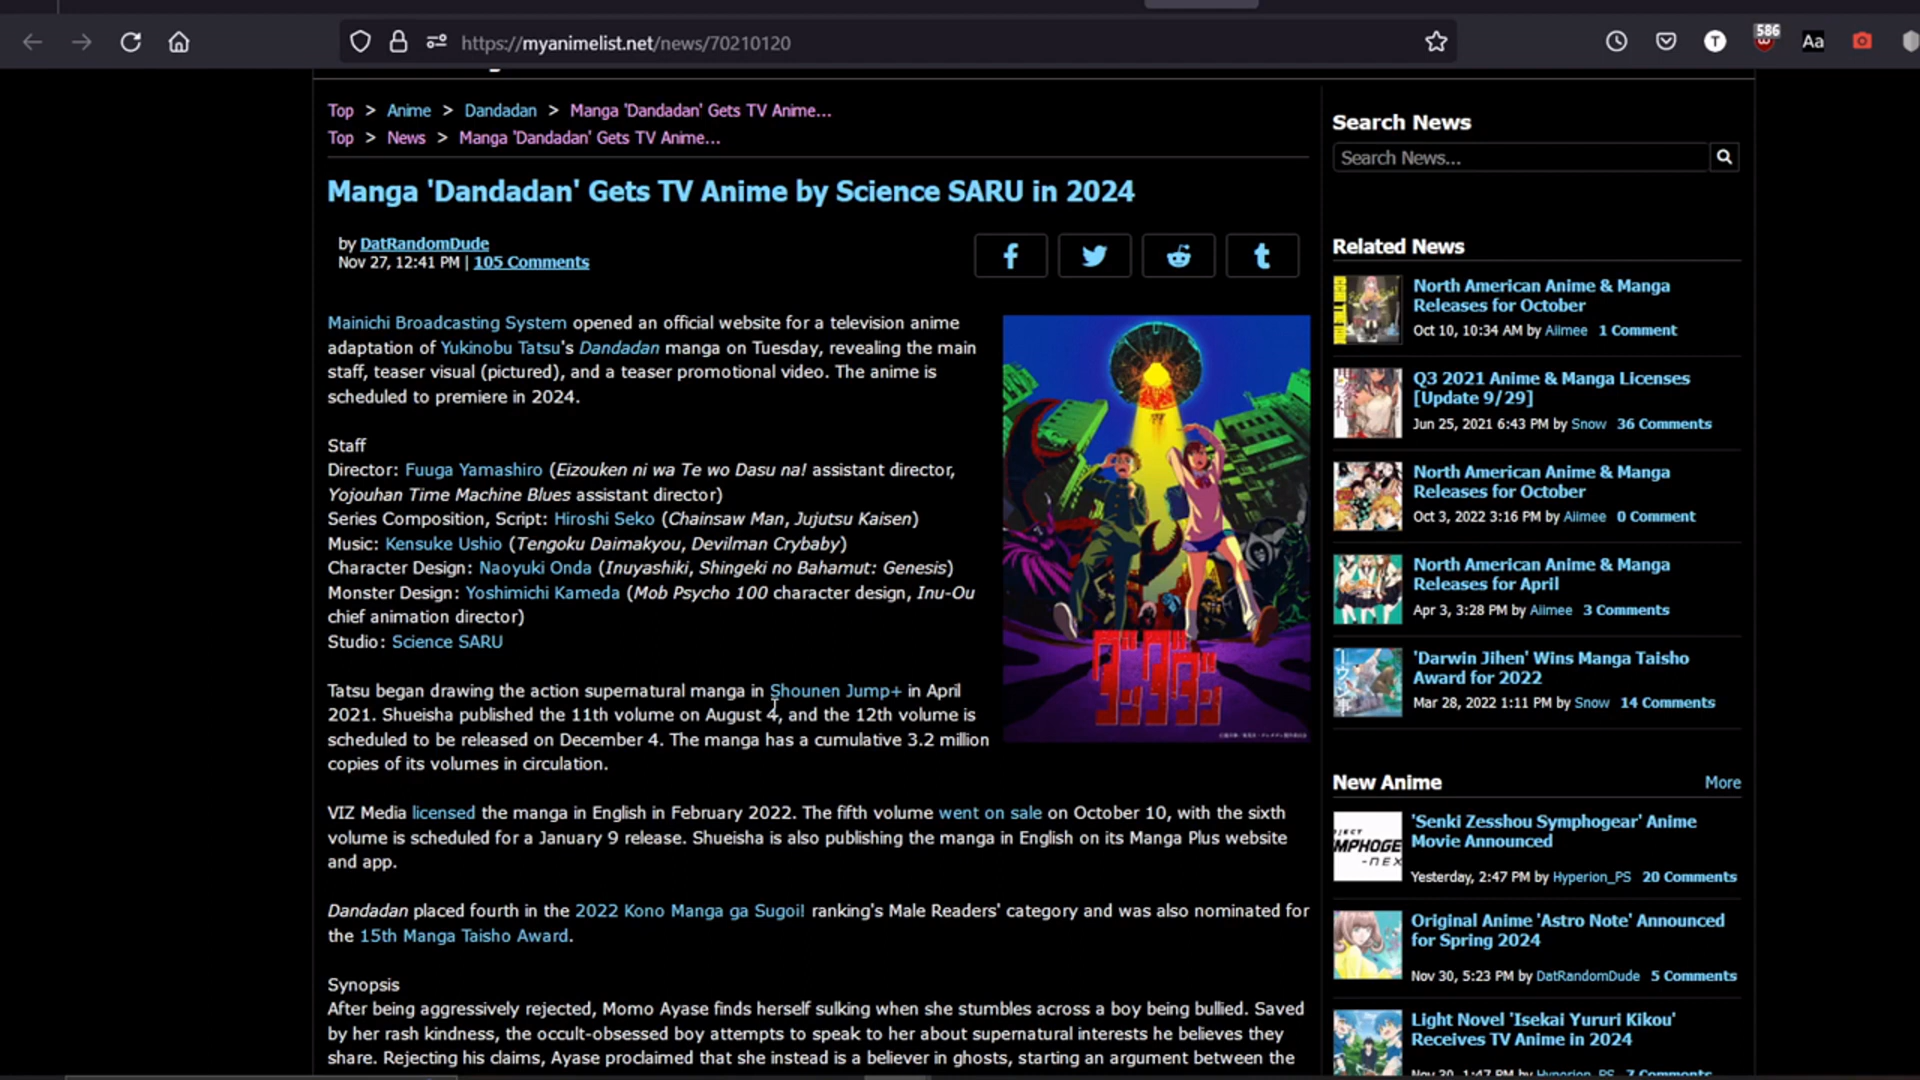 https://myanimelist.net/news/70210120
586
T
Aa
Top > Anime > Dandadan > Manga 'Dandadan' Gets TV Anime...
Top > News > Manga 'Dandadan' Gets TV Anime...
Manga 'Dandadan' Gets TV Anime by Science SARU in 2024
by DatRandomDude
Nov 27, 12:41 PM | 105 Comments
Mainichi Broadcasting System opened an official website for a television anime
adaptation of Yukinobu Tatsu's Dandadan manga on Tuesday, revealing the main
staff, teaser visual (pictured), and a teaser promotional video. The anime is
scheduled to premiere in 2024.
Staff
Director: Fuuga Yamashiro (Eizouken ni wa Te wo Dasu na! assistant director,
Yojouhan Time Machine Blues assistant director)
Series Composition, Script: Hiroshi Seko (Chainsaw Man, Jujutsu Kaisen)
Music: Kensuke Ushio (Tengoku Daimakyou, Devilman Crybaby)
Character Design: Naoyuki Onda (Inuyashiki, Shingeki no Bahamut: Genesis)
Monster Design: Yoshimichi Kameda (Mob Psycho 100 character design, Inu-Ou
chief animation director)
Studio: Science SARU
Tatsu began drawing the action supernatural manga in Shounen Jump+ in April
2021. Shueisha published the 11th volume on August 4, and the 12th volume is
scheduled to be released on December 4. The manga has a cumulative 3.2 million
copies of its volumes in circulation.
VIZ Media licensed the manga in English in February 2022. The fifth volume went on sale on October 10, with the sixth
volume is scheduled for a January 9 release. Shueisha is also publishing the manga in English on its Manga Plus website
and app.
Dandadan placed fourth in the 2022 Kono Manga ga Sugoi! ranking's Male Readers' category and was also nominated for
the 15th Manga Taisho Award.
Synopsis
After being aggressively rejected, Momo Ayase finds herself sulking when she stumbles across a boy being bullied. Saved
by her rash kindness, the occult-obsessed boy attempts to speak to her about supernatural interests he believes they
share. Rejecting his claims, Ayase proclaimed that she instead is a believer in ghosts, starting an argument between the
ダンダダン
Search News
Search News...
Related News
North American Anime & Manga
Releases for October
Oct 10, 10:34 AM by Aiimee 1 Comment
Q3 2021 Anime & Manga Licenses
[Update 9/29]
Jun 25, 2021 6:43 PM by Snow 36 Comments
North American Anime & Manga
Releases for October
Oct 3, 2022 3:16 PM by Aiimee 0 Comment
North American Anime & Manga
Releases for April
Apr 3, 3:28 PM by Aiimee 3 Comments
'Darwin Jihen' Wins Manga Taisho
Award for 2022
Mar 28, 2022 1:11 PM by Snow 14 Comments
New Anime More
'Senki Zesshou Symphogear' Anime
Movie Announced
Yesterday, 2:47 PM by Hyperion_PS 20 Comments
Original Anime 'Astro Note' Announced
for Spring 2024
Nov 30, 5:23 PM by DatRandomDude 5 Comments
Light Novel 'Isekai Yururi Kikou'
Receives TV Anime in 2024
Nov 30, 1:47 PM by Hyperion_PS 7 Comments